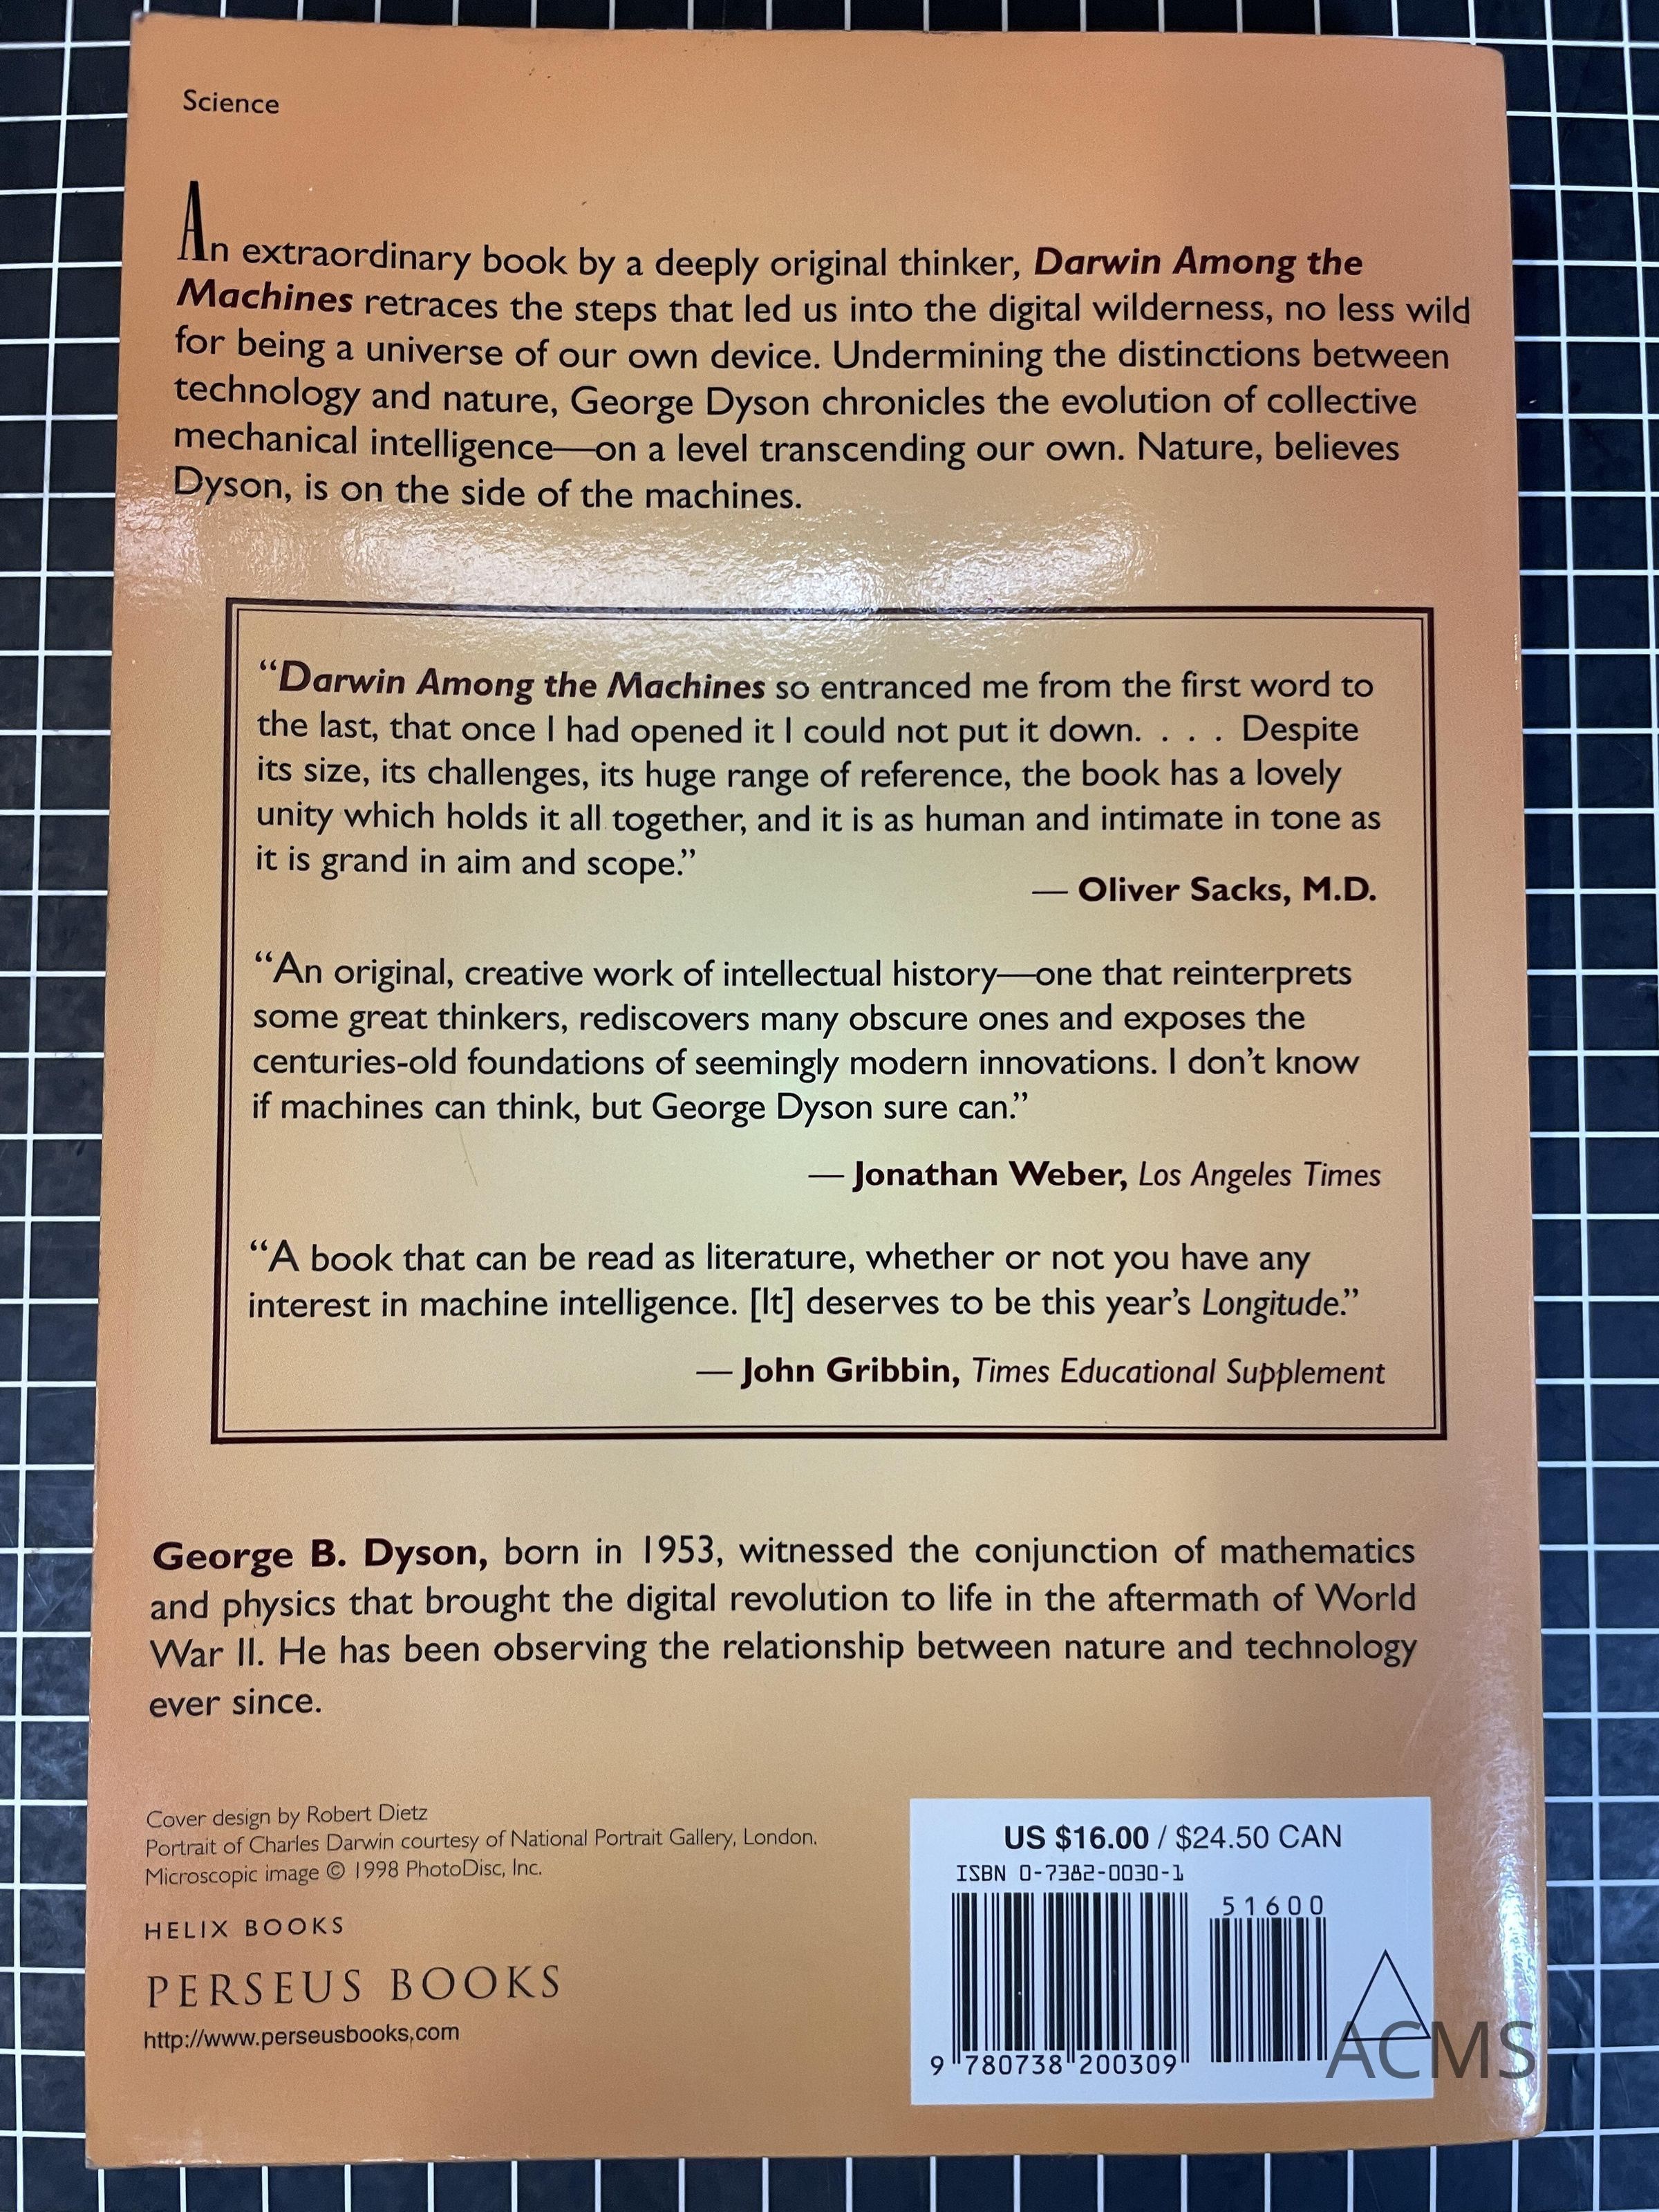 Science
An extraordinary book by a deeply original thinker, Darwin Among the
Machines retraces the steps that led us into the digital wilderness, no less wild
for being a universe of our own device. Undermining the distinctions between
technology and nature, George Dyson chronicles the evolution of collective
mechanical intelligence—on a level transcending our own. Nature, believes
Dyson, is on the side of the machines.
“Darwin Among the Machines so entranced me from the first word to
the last, that once I had opened it I could not put it down. . . . Despite
its size, its challenges, its huge range of reference, the book has a lovely
unity which holds it all together, and it is as human and intimate in tone as
it is grand in aim and scope.”
— Oliver Sacks, M.D.
“An original, creative work of intellectual history—one that reinterprets
some great thinkers, rediscovers many obscure ones and exposes the
centuries-old foundations of seemingly modern innovations. I don’t know
if machines can think, but George Dyson sure can.”
— Jonathan Weber, Los Angeles Times
“A book that can be read as literature, whether or not you have any
interest in machine intelligence. [It] deserves to be this year’s Longitude.”
— John Gribbin, Times Educational Supplement
George B. Dyson, born in 1953, witnessed the conjunction of mathematics
and physics that brought the digital revolution to life in the aftermath of World
War II. He has been observing the relationship between nature and technology
ever since.
Cover design by Robert Dietz
Portrait of Charles Darwin courtesy of National Portrait Gallery, London.
Microscopic image © 1998 PhotoDisc, Inc.
HELIX BOOKS
PERSEUS BOOKS
http://www.perseusbooks.com
US $16.00 / $24.50 CAN
ISBN 0-7382-0030-1
51600
9 780738 200309
ACMS